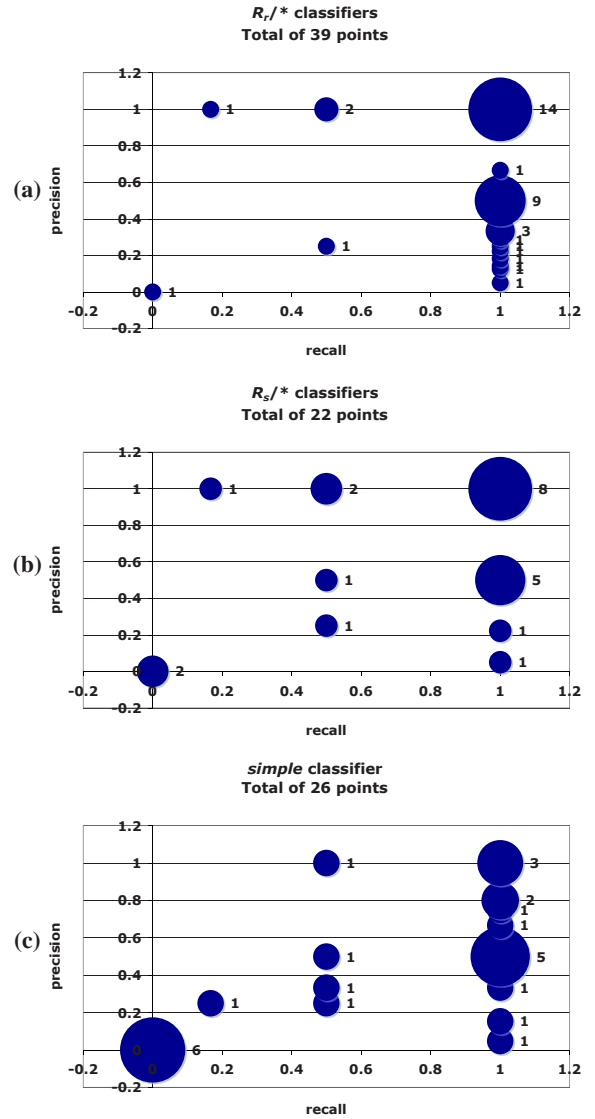 R_r/* classifiers
Total of 39 points
(a)
precision
1.2
1 1 2 14
0.8
1
0.6
9
0.4
3
1
0.2
1
1
0 1
-0.2
-0.2 0 0.2 0.4 0.6 0.8 1 1.2
recall
R_s/* classifiers
Total of 22 points
(b)
precision
1.2
1 1 2 8
0.8
0.6
1 5
0.4
1 1
0.2
1
0 2
-0.2
-0.2 0 0.2 0.4 0.6 0.8 1 1.2
recall
simple classifier
Total of 26 points
(c)
precision
1.2
1 1 3
0.8 2
1
1
0.6
1 5
0.4
1 1
1 1
0.2
1
1
0 6
-0.2
-0.2 0 0.2 0.4 0.6 0.8 1 1.2
recall